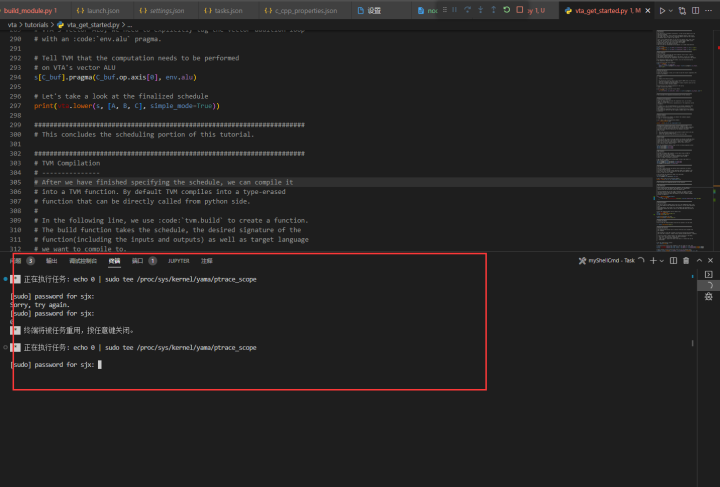 build_module.py 1
launch.json
settings.json
tasks.json
c_cpp_properties.json
设置
vta_get_started.py 1, M
vta > tutorials > vta_get_started.py > ...
290 # with an :code:`env.alu` pragma.
291
292 # Tell TVM that the computation needs to be performed
293 # on VTA's vector ALU
294 s[C_buf].pragma(C_buf.op.axis[0], env.alu)
295
296 # Let's take a look at the finalized schedule
297 print(vta.lower(s, [A, B, C], simple_mode=True))
298
299 ######################################################################
300 # This concludes the scheduling portion of this tutorial.
301
302 ######################################################################
303 # TVM Compilation
304 # ---------------
305 # After we have finished specifying the schedule, we can compile it
306 # into a TVM function. By default TVM compiles into a type-erased
307 # function that can be directly called from python side.
308 #
309 # In the following line, we use :code:`tvm.build` to create a function.
310 # The build function takes the schedule, the desired signature of the
311 # function(including the inputs and outputs) as well as target language
312 # we want to compile to.
问题 3 输出 调试控制台 终端 端口 1 JUPYTER 注释
myShellCmd - Task
* 正在执行任务: echo 0 | sudo tee /proc/sys/kernel/yama/ptrace_scope
[sudo] password for sjx:
Sorry, try again.
[sudo] password for sjx:
0
* 终端将被任务重用，按任意键关闭。
* 正在执行任务: echo 0 | sudo tee /proc/sys/kernel/yama/ptrace_scope
[sudo] password for sjx: